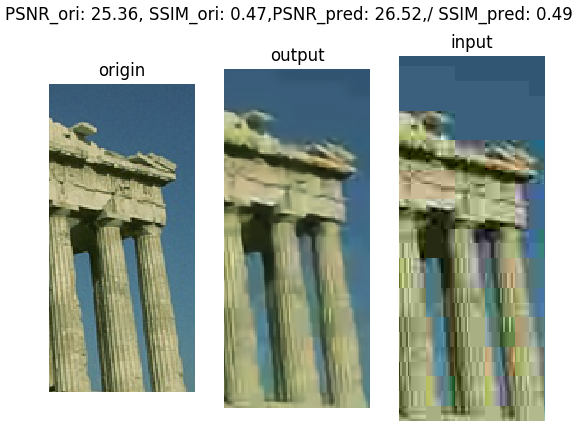 PSNR_ori: 25.36, SSIM_ori: 0.47,PSNR_pred: 26.52,/ SSIM_pred: 0.49
origin
output
input